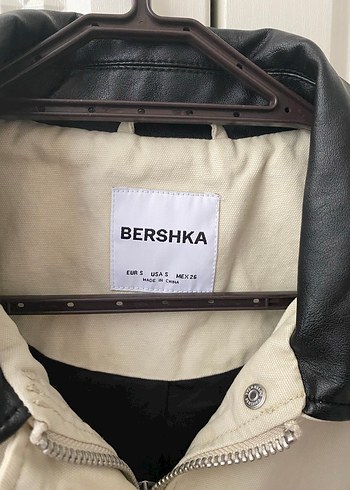 BERSHKA
EUR S USA S MEX 26
MADE IN CHINA